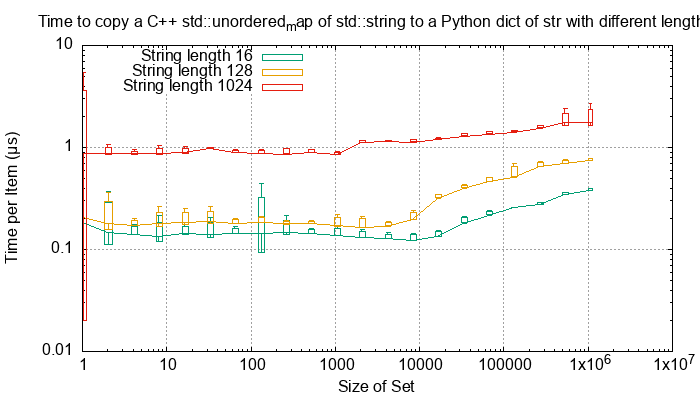 Time to copy a C++ std::unordered_map of std::string to a Python dict of str with different length
10
String length 16
String length 128
String length 1024
1
0.1
0.01
Time per Item (µs)
1 10 100 1000 10000 100000 1x10^6 1x10^7
Size of Set